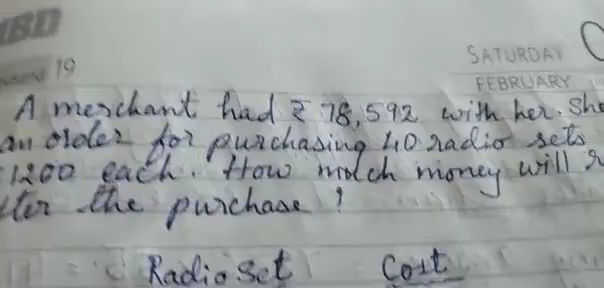 IBD
19
SATURDAY
FEBRUARY
A merchant had ₹ 78,592 with her. She
an order for purchasing 40 radio sets
1200 each. How much money will
the purchase ?
Radio Set Cost